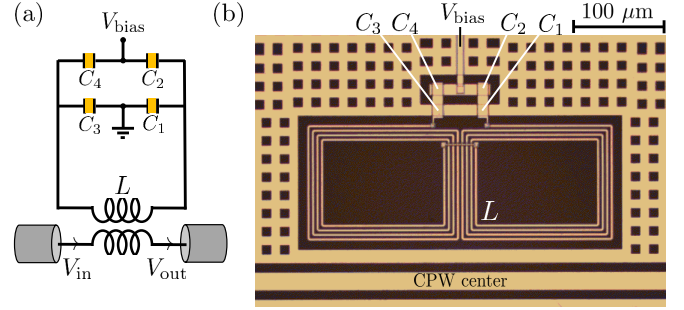 (a)
V_bias
C_4
C_2
C_3
C_1
L
V_in
V_out
(b)
C_3 C_4 V_bias C_2 C_1
100 μm
L
CPW center